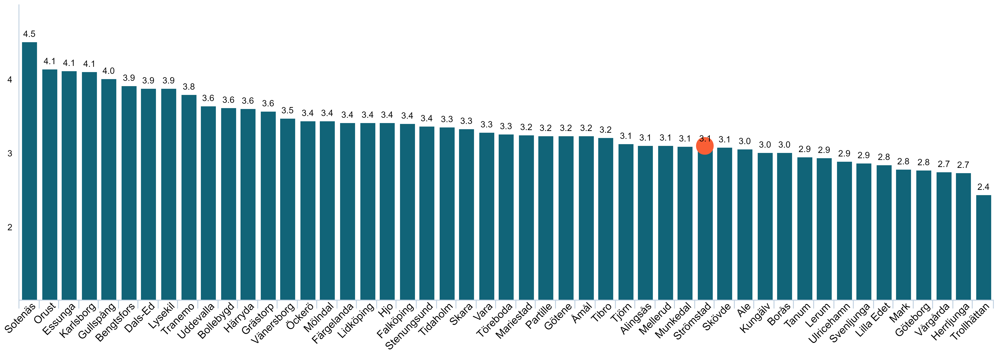 4.5
4.1
4.1
4.1
4.0
3.9
3.9
3.9
3.8
3.6
3.6
3.6
3.6
3.5
3.4
3.4
3.4
3.4
3.4
3.4
3.4
3.3
3.3
3.3
3.3
3.2
3.2
3.2
3.2
3.2
3.1
3.1
3.1
3.1
3.1
3.1
3.0
3.0
3.0
2.9
2.9
2.9
2.9
2.8
2.8
2.8
2.7
2.7
2.4
4
3
2
Sotenäs
Orust
Essunga
Karlsborg
Gullspång
Bengtsfors
Dals-Ed
Lysekil
Tranemo
Uddevalla
Bollebygd
Härryda
Grästorp
Vänersborg
Öckerö
Mölndal
Färgelanda
Lidköping
Hjo
Falköping
Stenungsund
Tidaholm
Skara
Vara
Töreboda
Mariestad
Partille
Götene
Åmål
Tibro
Tjörn
Alingsås
Mellerud
Munkedal
Strömstad
Skövde
Ale
Kungälv
Borås
Tanum
Lerum
Ulricehamn
Svenljunga
Lilla Edet
Mark
Göteborg
Vårgårda
Herrljunga
Trollhättan